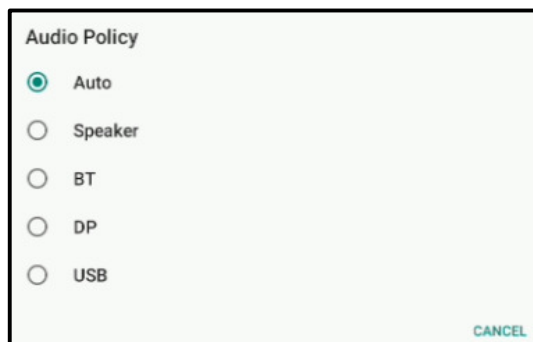 Audio Policy
Auto
Speaker
BT
DP
USB
CANCEL